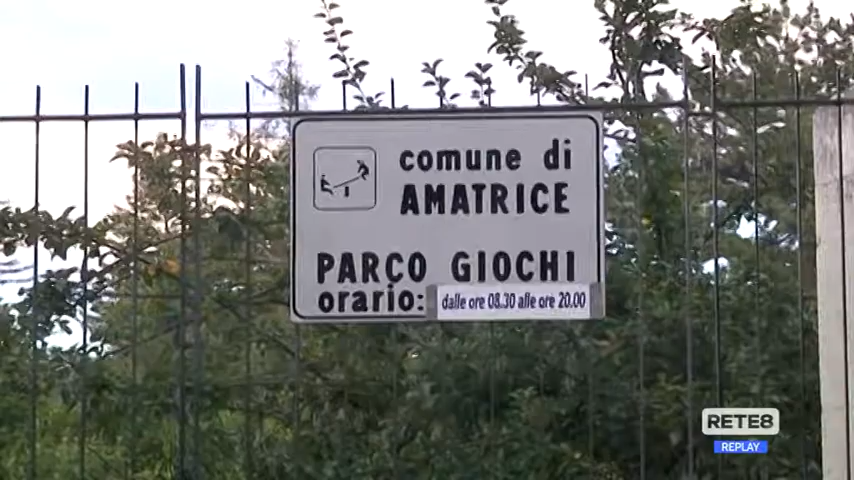 comune di
AMATRICE
PARCO GIOCHI
orario: dalle ore 08.30 alle ore 20.00
RETE8
REPLAY